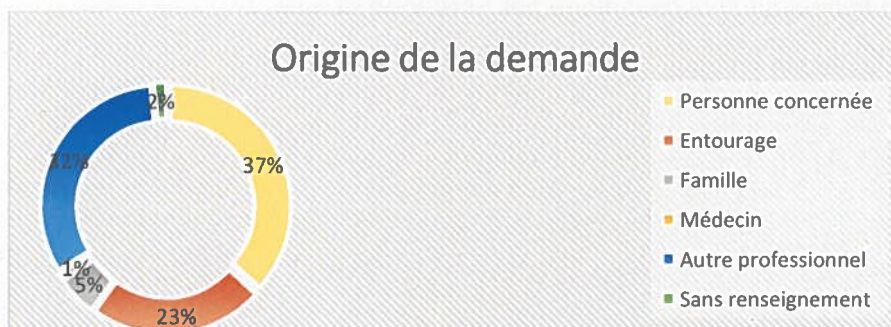 Origine de la demande
2%
37%
32%
1%
5%
23%
Personne concernée
Entourage
Famille
Médecin
Autre professionnel
Sans renseignement